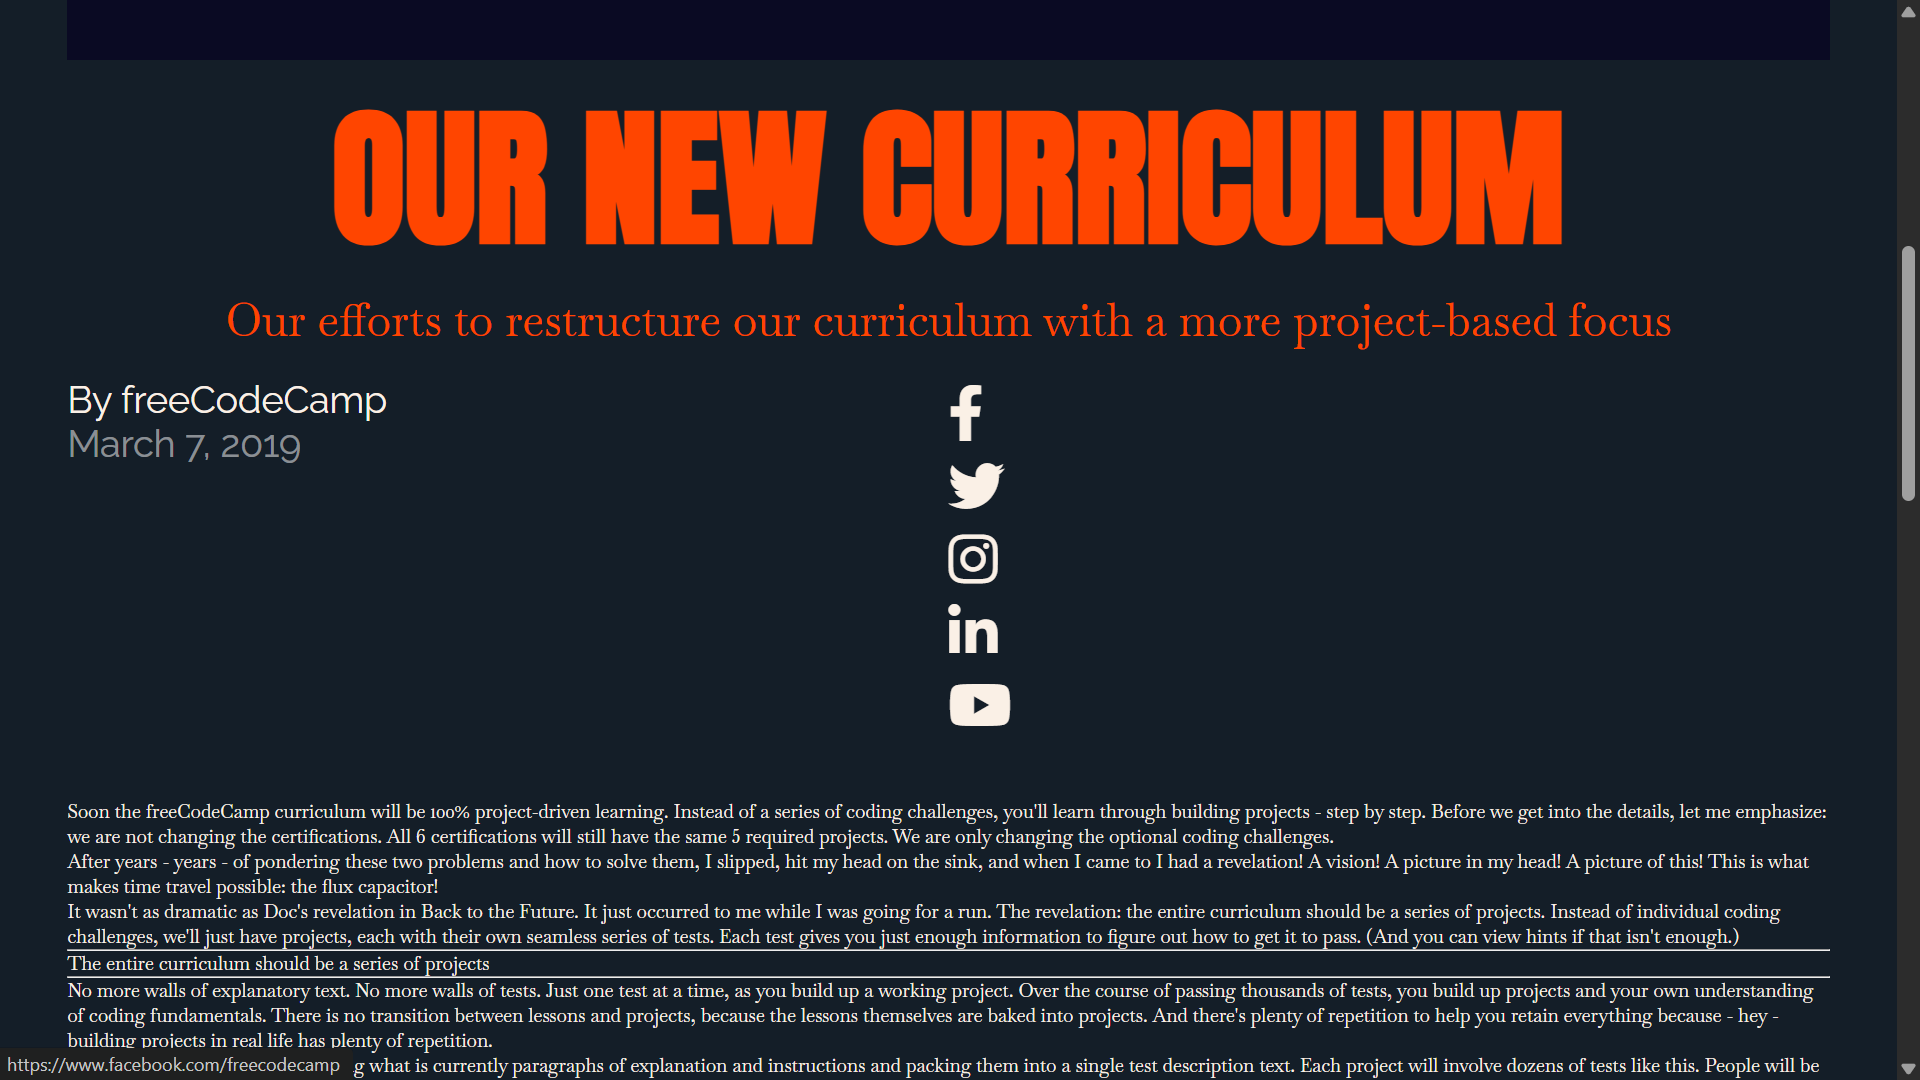 OUR NEW CURRICULUM
Our efforts to restructure our curriculum with a more project-based focus
By freeCodeCamp
March 7, 2019
Soon the freeCodeCamp curriculum will be 100% project-driven learning. Instead of a series of coding challenges, you'll learn through building projects - step by step. Before we get into the details, let me emphasize:
we are not changing the certifications. All 6 certifications will still have the same 5 required projects. We are only changing the optional coding challenges.
After years - years - of pondering these two problems and how to solve them, I slipped, hit my head on the sink, and when I came to I had a revelation! A vision! A picture in my head! A picture of this! This is what
makes time travel possible: the flux capacitor!
It wasn't as dramatic as Doc's revelation in Back to the Future. It just occurred to me while I was going for a run. The revelation: the entire curriculum should be a series of projects. Instead of individual coding
challenges, we'll just have projects, each with their own seamless series of tests. Each test gives you just enough information to figure out how to get it to pass. (And you can view hints if that isn't enough.)
The entire curriculum should be a series of projects
No more walls of explanatory text. No more walls of tests. Just one test at a time, as you build up a working project. Over the course of passing thousands of tests, you build up projects and your own understanding
of coding fundamentals. There is no transition between lessons and projects, because the lessons themselves are baked into projects. And there's plenty of repetition to help you retain everything because - hey -
building projects in real life has plenty of repetition.
g what is currently paragraphs of explanation and instructions and packing them into a single test description text. Each project will involve dozens of tests like this. People will be
https://www.facebook.com/freecodecamp